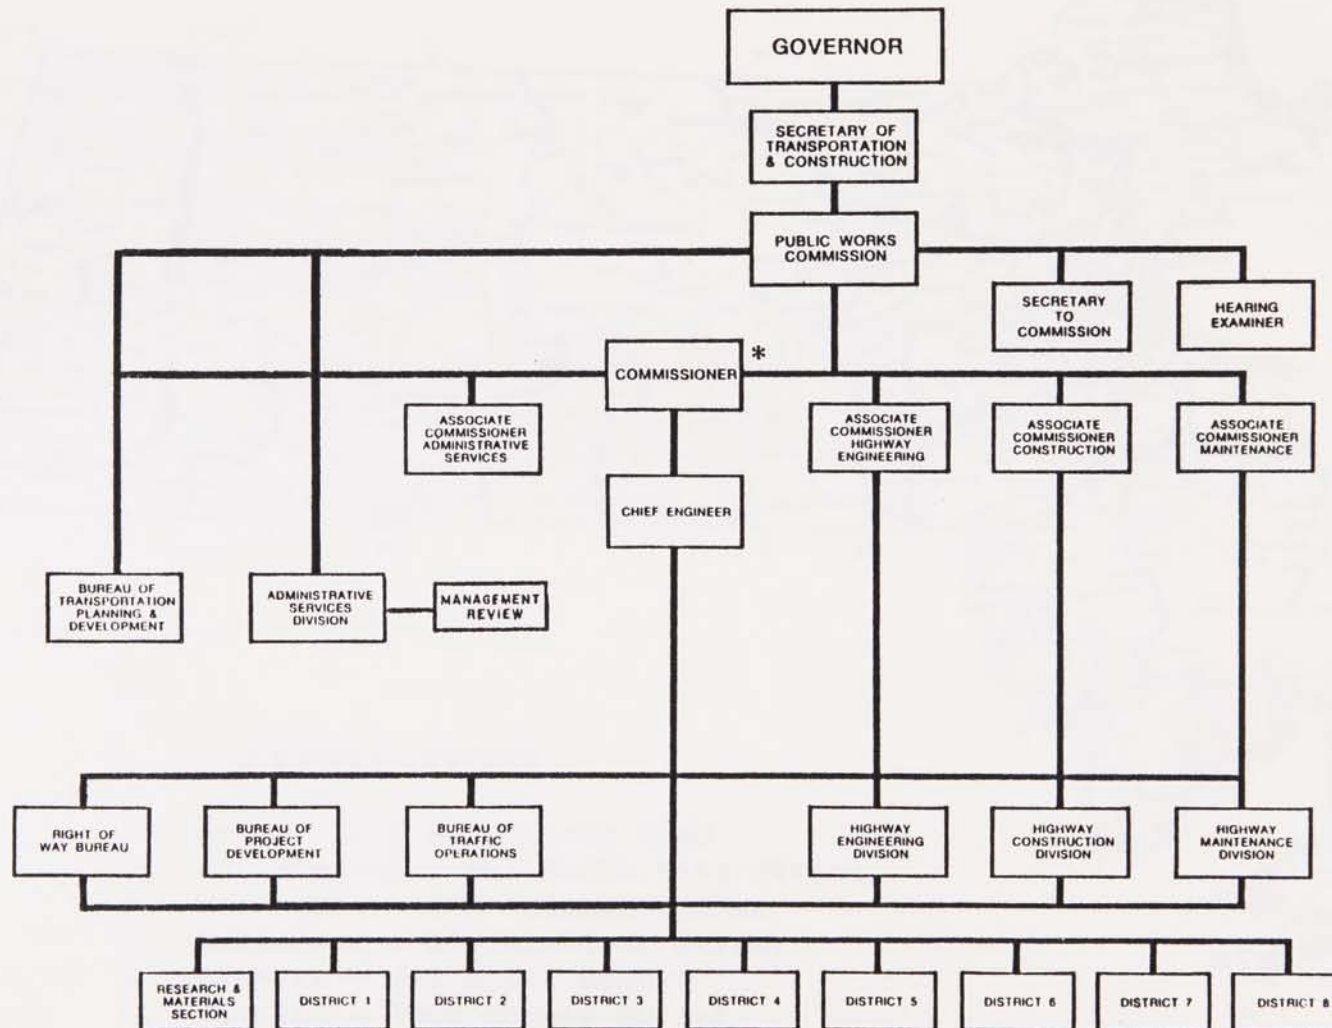 GOVERNOR
SECRETARY OF
TRANSPORTATION
& CONSTRUCTION
PUBLIC WORKS
COMMISSION
SECRETARY
TO
COMMISSION
HEARING
EXAMINER
COMMISSIONER
*
ASSOCIATE
COMMISSIONER
ADMINISTRATIVE
SERVICES
ASSOCIATE
COMMISSIONER
HIGHWAY
ENGINEERING
ASSOCIATE
COMMISSIONER
CONSTRUCTION
ASSOCIATE
COMMISSIONER
MAINTENANCE
CHIEF ENGINEER
BUREAU OF
TRANSPORTATION
PLANNING &
DEVELOPMENT
ADMINISTRATIVE
SERVICES
DIVISION
MANAGEMENT
REVIEW
RIGHT OF
WAY BUREAU
BUREAU OF
PROJECT
DEVELOPMENT
BUREAU OF
TRAFFIC
OPERATIONS
HIGHWAY
ENGINEERING
DIVISION
HIGHWAY
CONSTRUCTION
DIVISION
HIGHWAY
MAINTENANCE
DIVISION
RESEARCH &
MATERIALS
SECTION
DISTRICT 1
DISTRICT 2
DISTRICT 3
DISTRICT 4
DISTRICT 5
DISTRICT 6
DISTRICT 7
DISTRICT 8